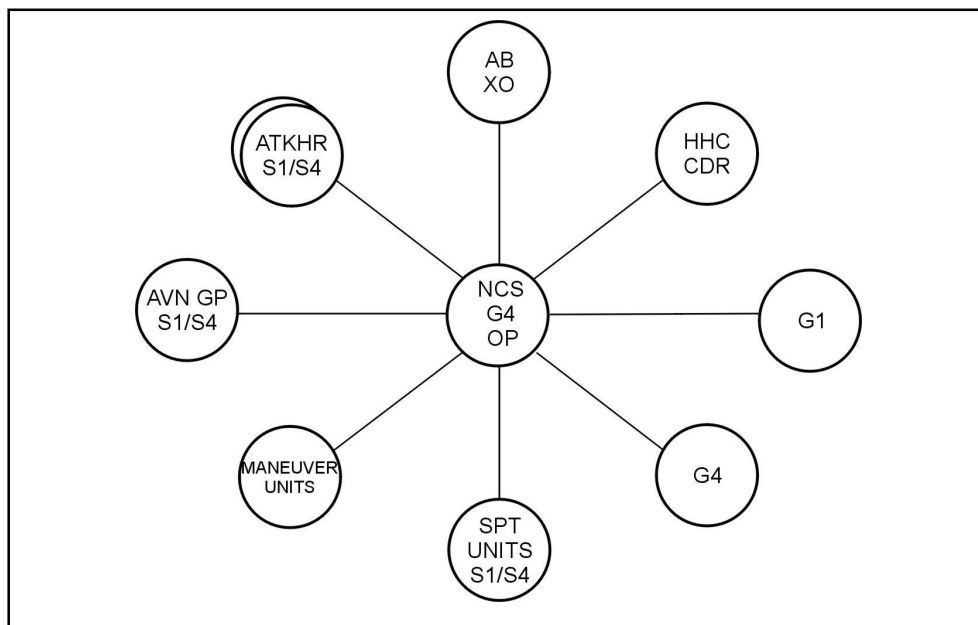 AB
XO
HHC
CDR
ATKHR
S1/S4
AVN GP
S1/S4
NCS
G4
OP
G1
MANEUVER
UNITS
G4
SPT
UNITS
S1/S4